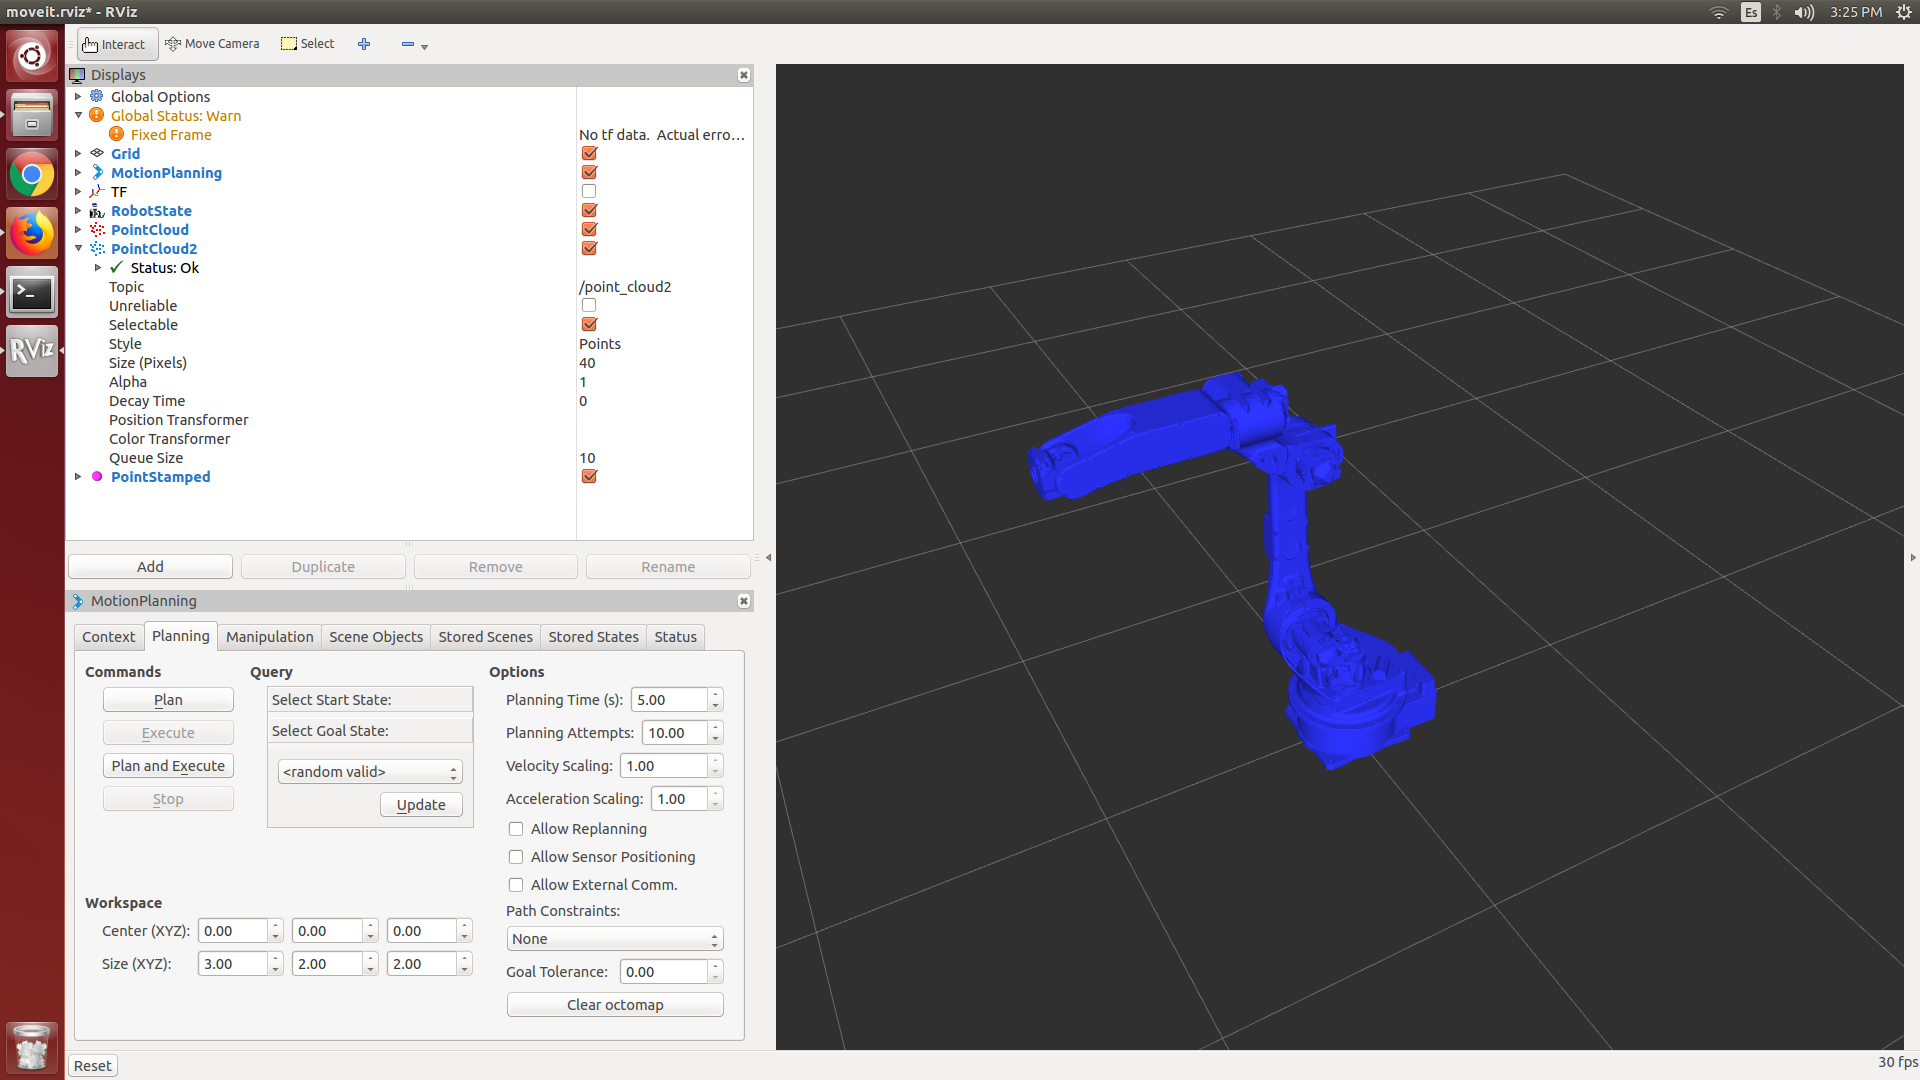 moveit.rviz* - RViz
Es
3:25 PM
Interact
Move Camera
Select
Displays
Global Options
Global Status: Warn
Fixed Frame No tf data. Actual erro...
Grid
MotionPlanning
TF
RobotState
PointCloud
PointCloud2
Status: Ok
Topic /point_cloud2
Unreliable
Selectable
Style Points
Size (Pixels) 40
Alpha 1
Decay Time 0
Position Transformer
Color Transformer
Queue Size 10
PointStamped
RViz
Add Duplicate Remove Rename
MotionPlanning
Context Planning Manipulation Scene Objects Stored Scenes Stored States Status
Commands
Plan
Execute
Plan and Execute
Stop
Query
Select Start State:
Select Goal State:
<random valid>
Update
Options
Planning Time (s): 5.00
Planning Attempts: 10.00
Velocity Scaling: 1.00
Acceleration Scaling: 1.00
Allow Replanning
Allow Sensor Positioning
Allow External Comm.
Path Constraints:
None
Goal Tolerance: 0.00
Clear octomap
Workspace
Center (XYZ): 0.00 0.00 0.00
Size (XYZ): 3.00 2.00 2.00
Reset
30 fps